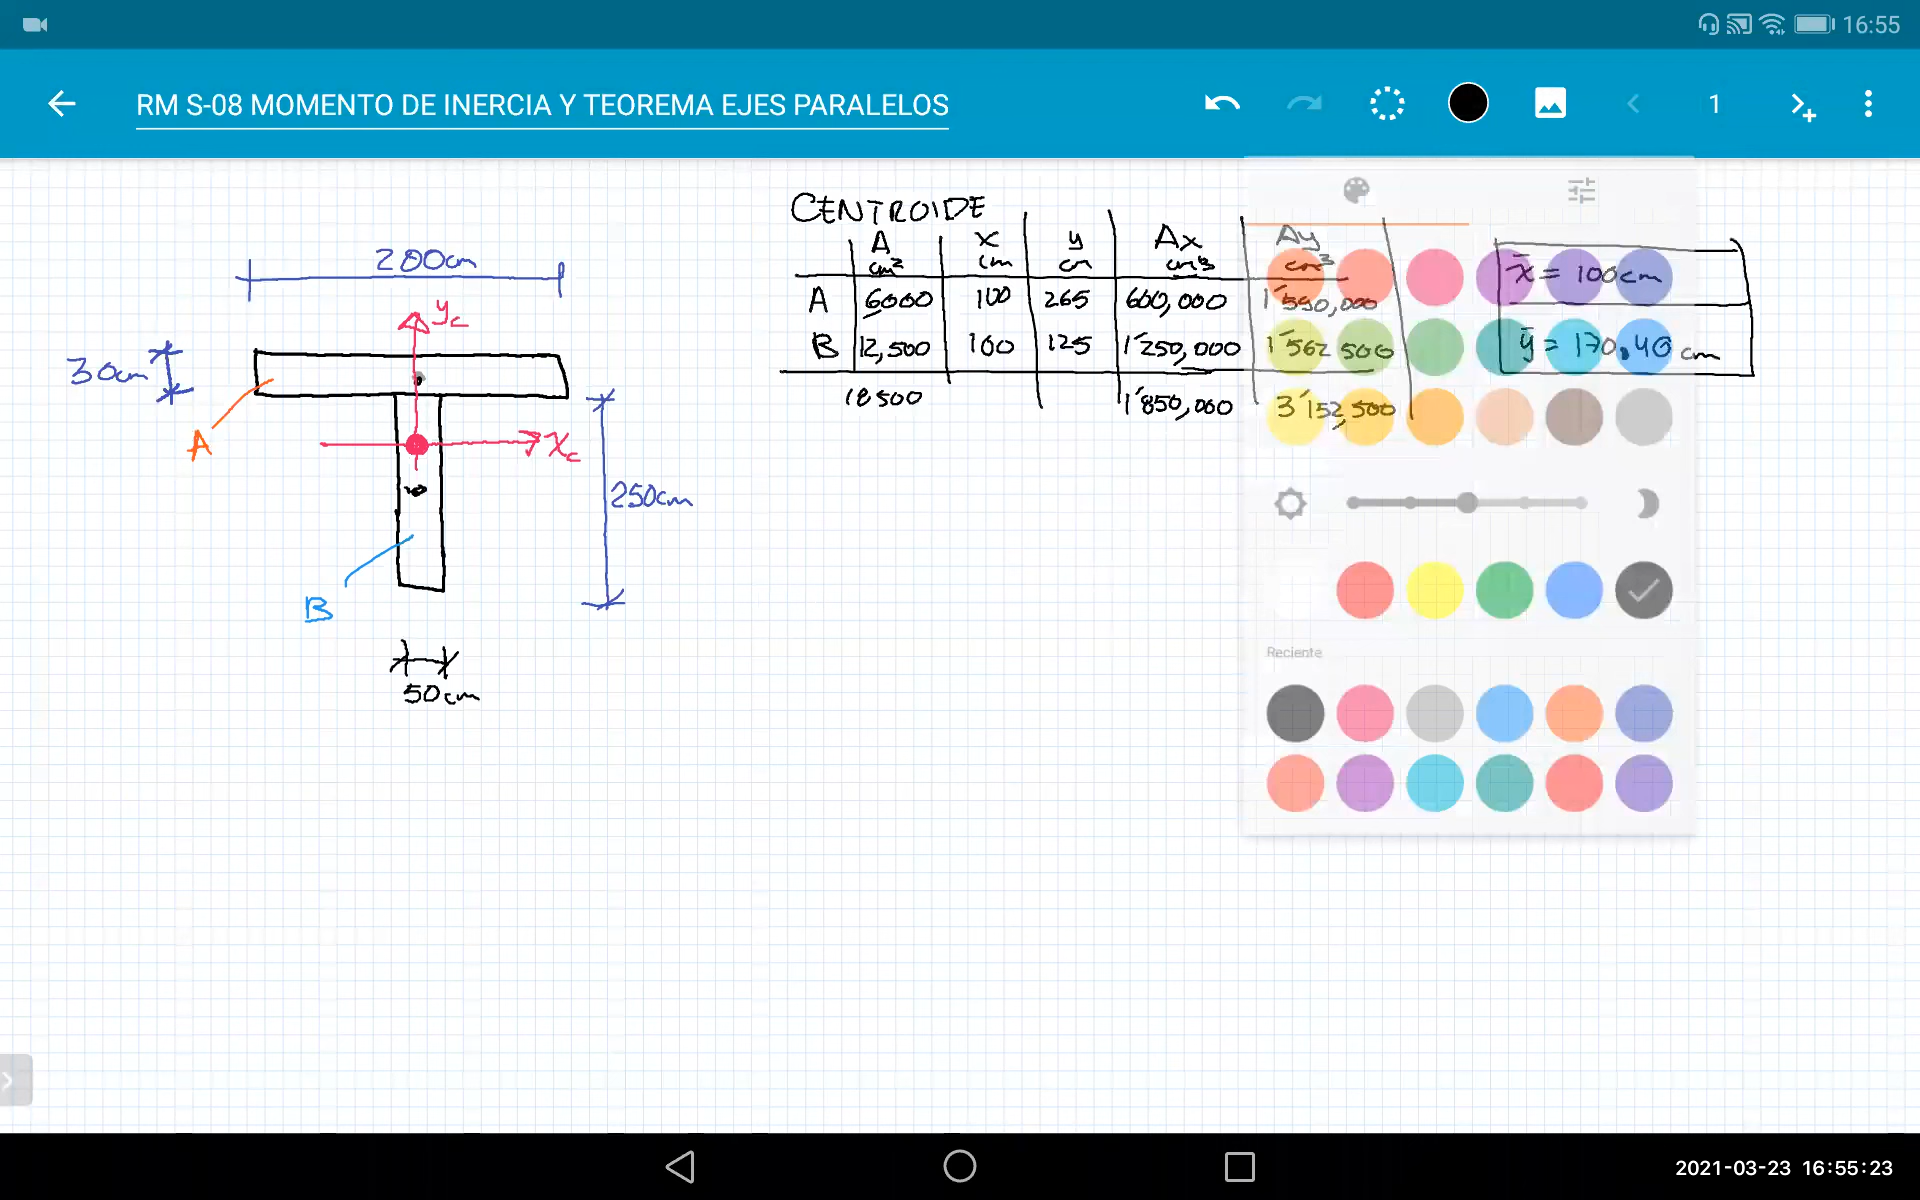 16:55
RM S-08 MOMENTO DE INERCIA Y TEOREMA EJES PARALELOS
1
CENTROIDE
A cm² x cm y cm Ax cm³ Ay cm³
A 6000 100 265 600,000 1´590,000
B 12,500 100 125 1´250,000 1´562 500
18500 1´850,000 3´152,500
x̄ = 100cm
ȳ = 170.40 cm
200cm
yc
30cm
A
xc
250cm
B
50cm
Reciente
2021-03-23 16:55:23